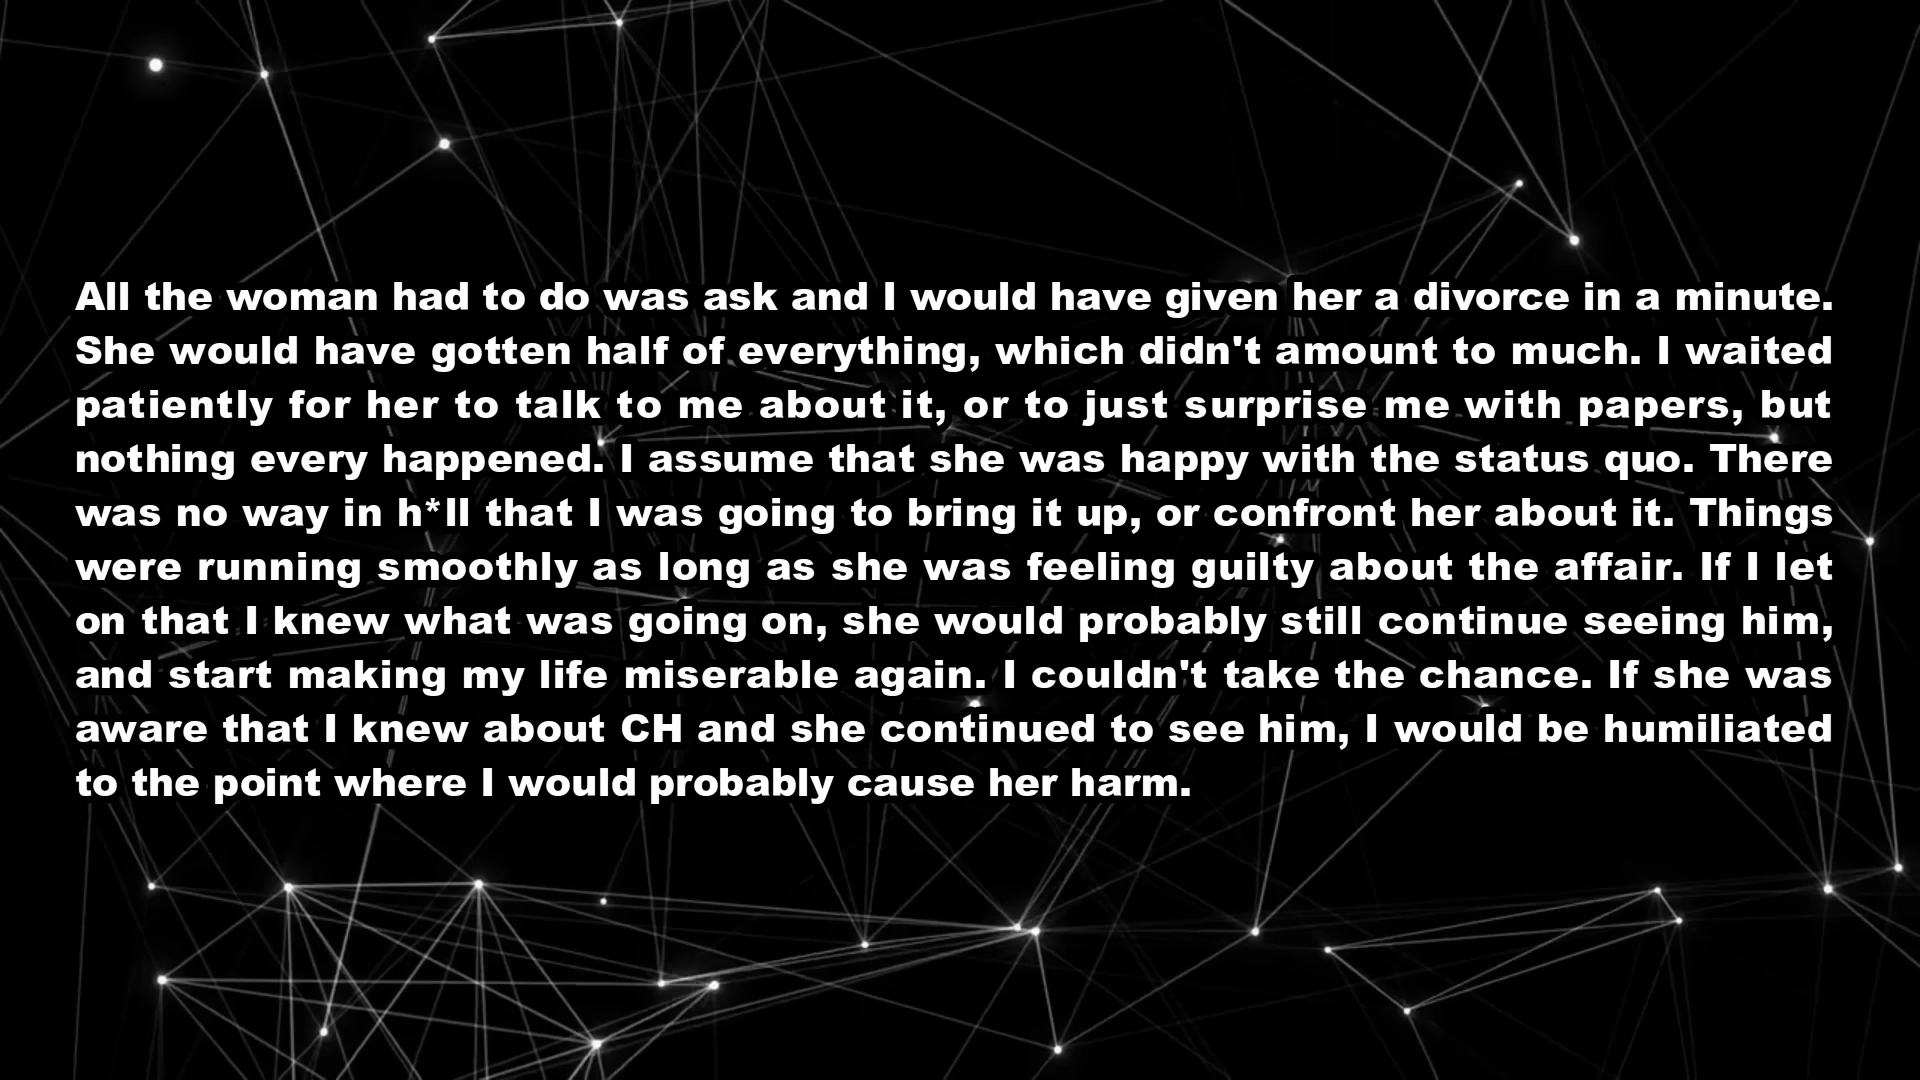 All the woman had to do was ask and I would have given her a divorce in a minute.
She would have gotten half of everything, which didn't amount to much. I waited
patiently for her to talk to me about it, or to just surprise me with papers, but
nothing every happened. I assume that she was happy with the status quo. There
was no way in h*ll that I was going to bring it up, or confront her about it. Things
were running smoothly as long as she was feeling guilty about the affair. If I let
on that I knew what was going on, she would probably still continue seeing him,
and start making my life miserable again. I couldn't take the chance. If she was
aware that I knew about CH and she continued to see him, I would be humiliated
to the point where I would probably cause her harm.